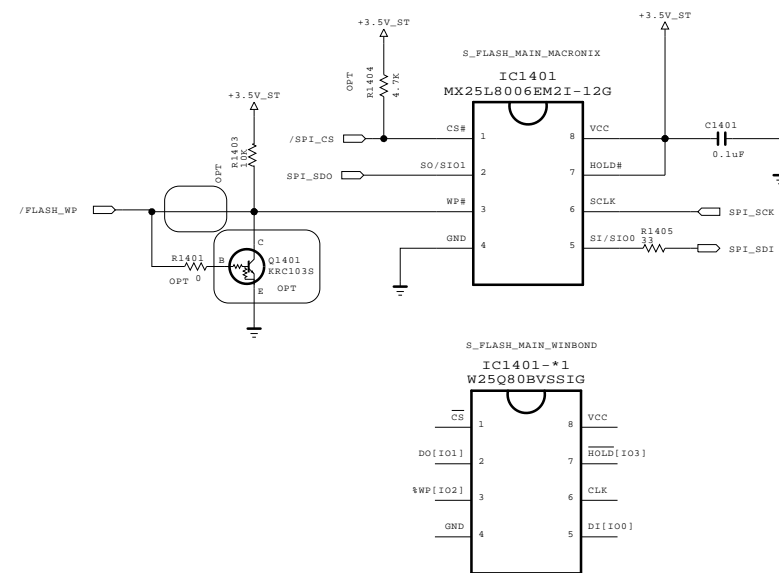 +3.5V_ST
+3.5V_ST
S_FLASH_MAIN_MACRONIX
IC1401
MX25L8006EM2I-12G
OPT
R1404
4.7K
+3.5V_ST
R1403
10K
OPT
/SPI_CS
CS#
1
8
VCC
C1401
0.1uF
SPI_SDO
SO/SIO1
2
7
HOLD#
/FLASH_WP
WP#
3
6
SCLK
SPI_SCK
GND
4
5
SI/SIO0
R1405
33
SPI_SDI
R1401
OPT 0
B
C
E
Q1401
KRC103S
OPT
S_FLASH_MAIN_WINBOND
IC1401-*1
W25Q80BVSSIG
CS
1
8
VCC
DO[IO1]
2
7
HOLD[IO3]
%WP[IO2]
3
6
CLK
GND
4
5
DI[IO0]